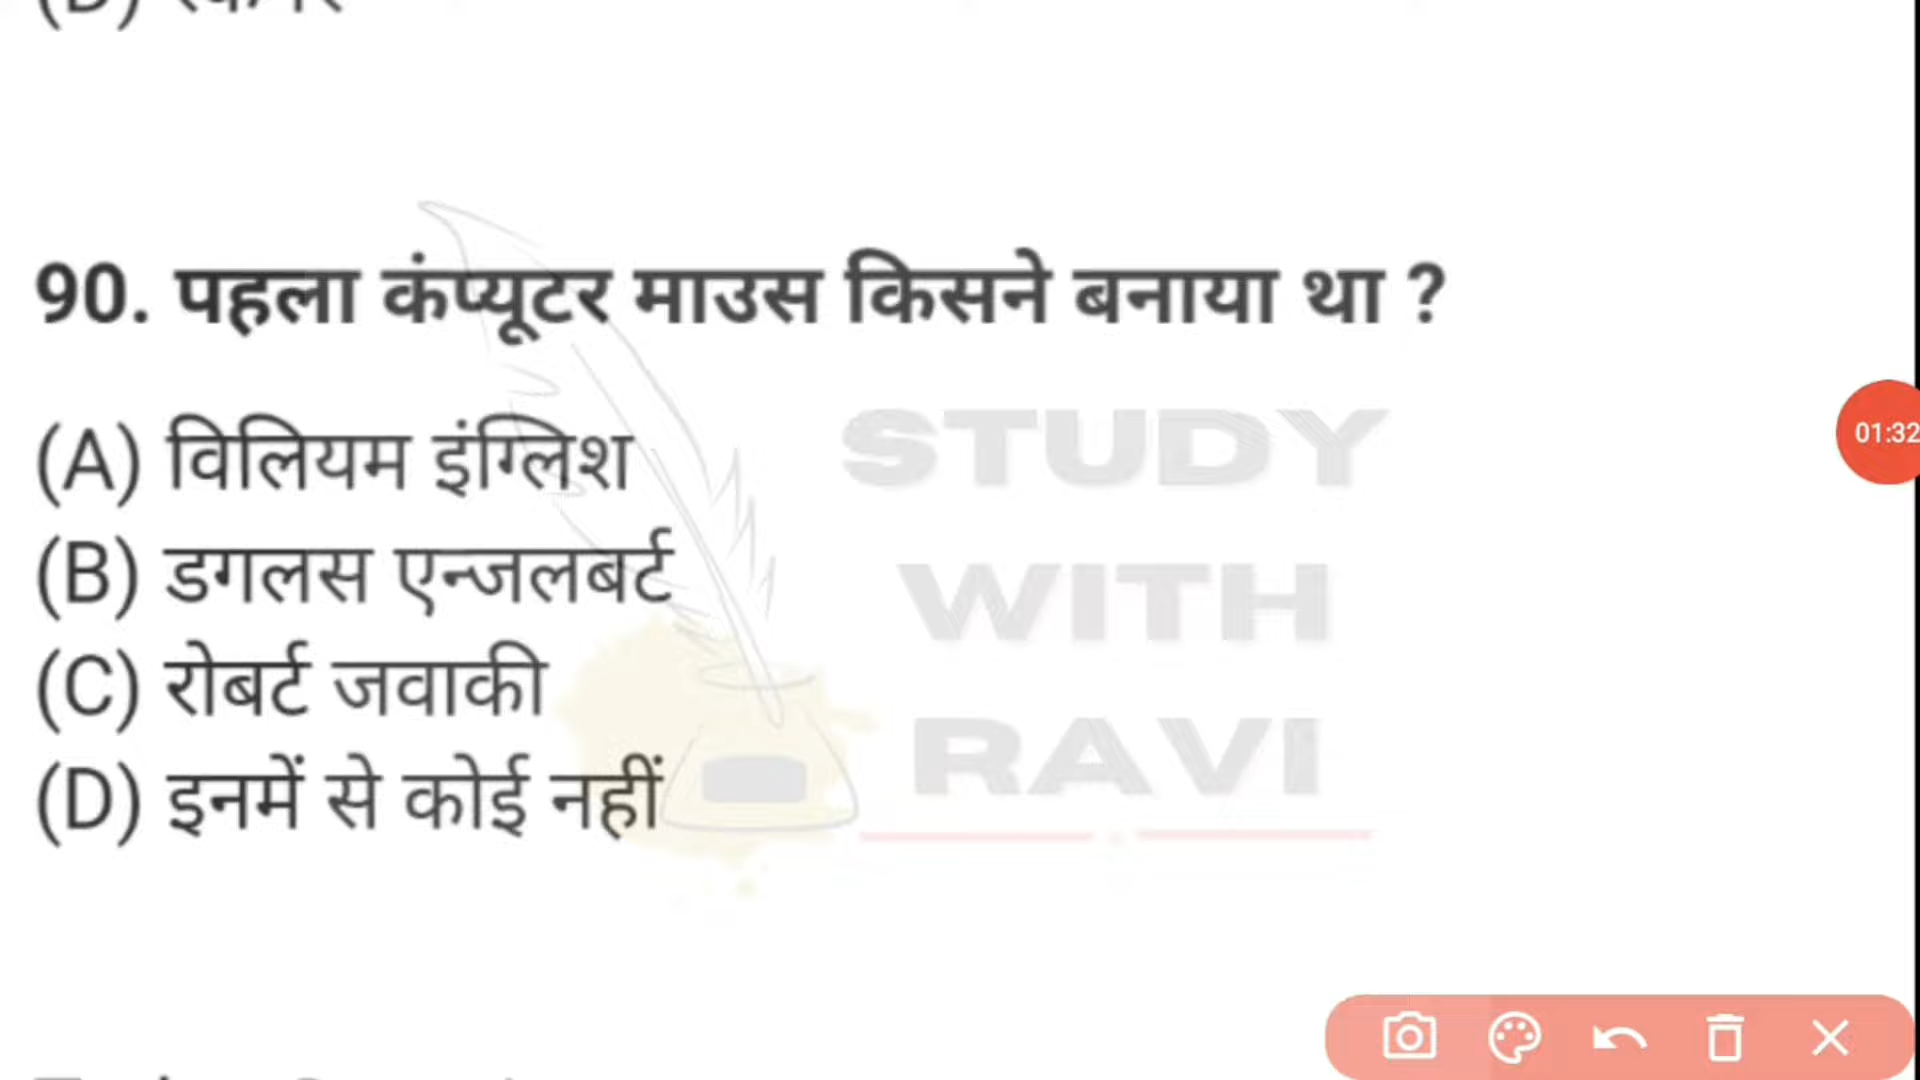 90. पहला कंप्यूटर माउस किसने बनाया था ?
(A) विलियम इंग्लिश
(B) डगलस एन्जलबर्ट
(C) रोबर्ट जवाकी
(D) इनमें से कोई नहीं
STUDY
WITH
RAVI
01:32